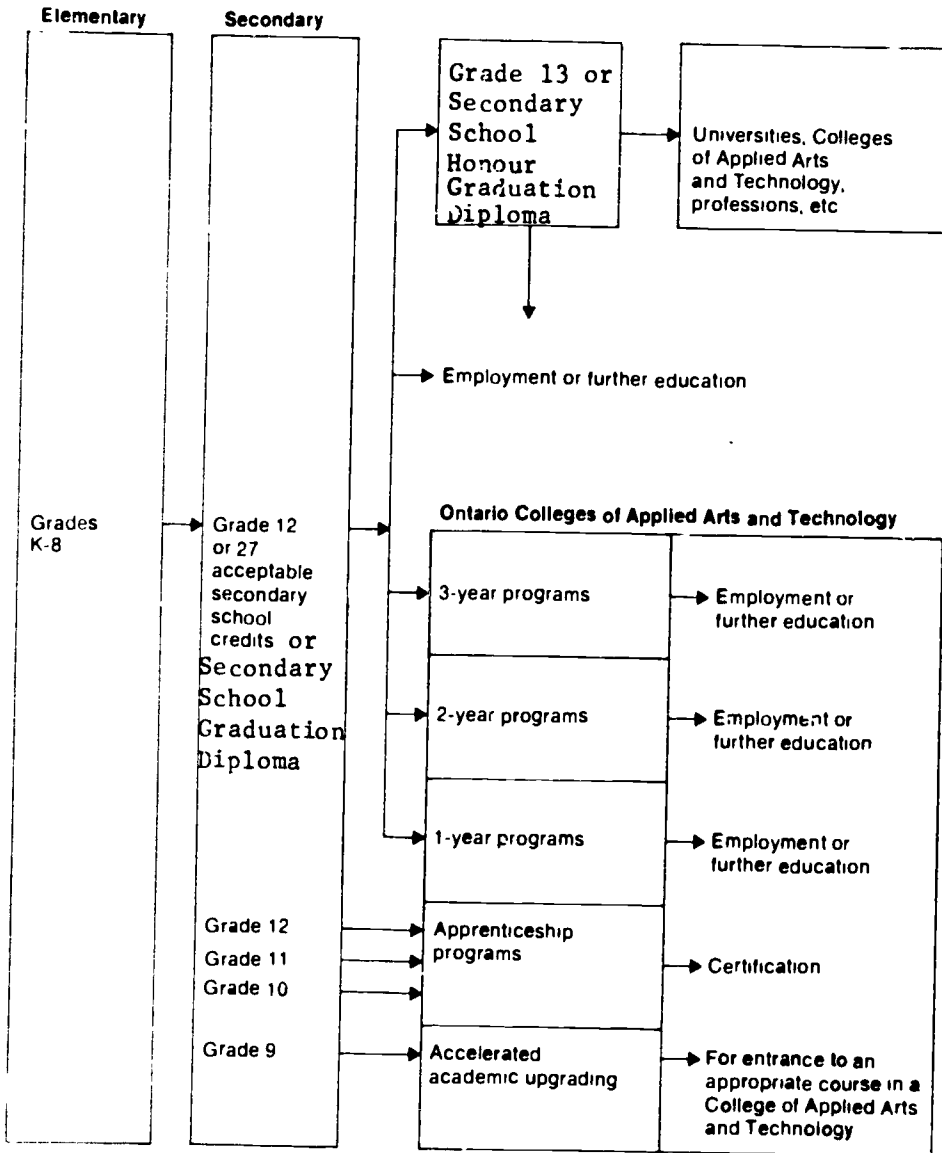 Elementary
Secondary
Grade 13 or
Secondary
School
Honour
Graduation
Diploma
Universities, Colleges
of Applied Arts
and Technology,
professions, etc
Employment or further education
Grades
K-8
Grade 12
or 27
acceptable
secondary
school
credits or
Secondary
School
Graduation
Diploma
Ontario Colleges of Applied Arts and Technology
3-year programs
Employment or
further education
2-year programs
Employment or
further education
1-year programs
Employment or
further education
Grade 12
Grade 11
Grade 10
Apprenticeship
programs
Certification
Grade 9
Accelerated
academic upgrading
For entrance to an
appropriate course in a
College of Applied Arts
and Technology